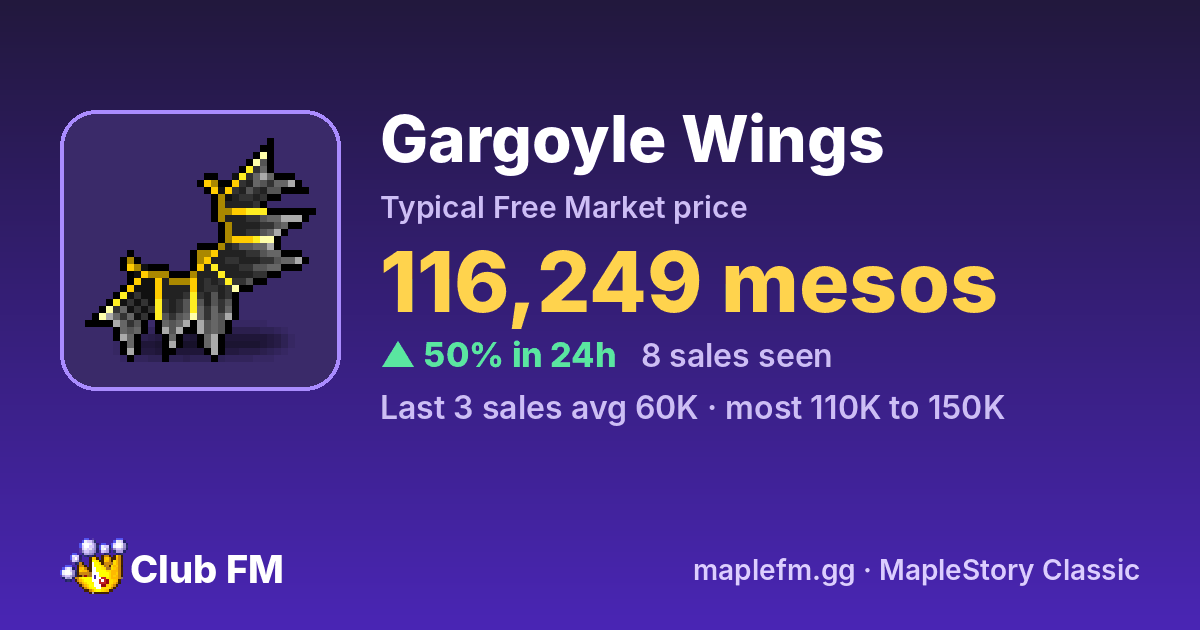 Gargoyle Wings
Typical Free Market price
116,249 mesos
▲ 50% in 24h 8 sales seen
Last 3 sales avg 60K · most 110K to 150K
Club FM
maplefm.gg · MapleStory Classic